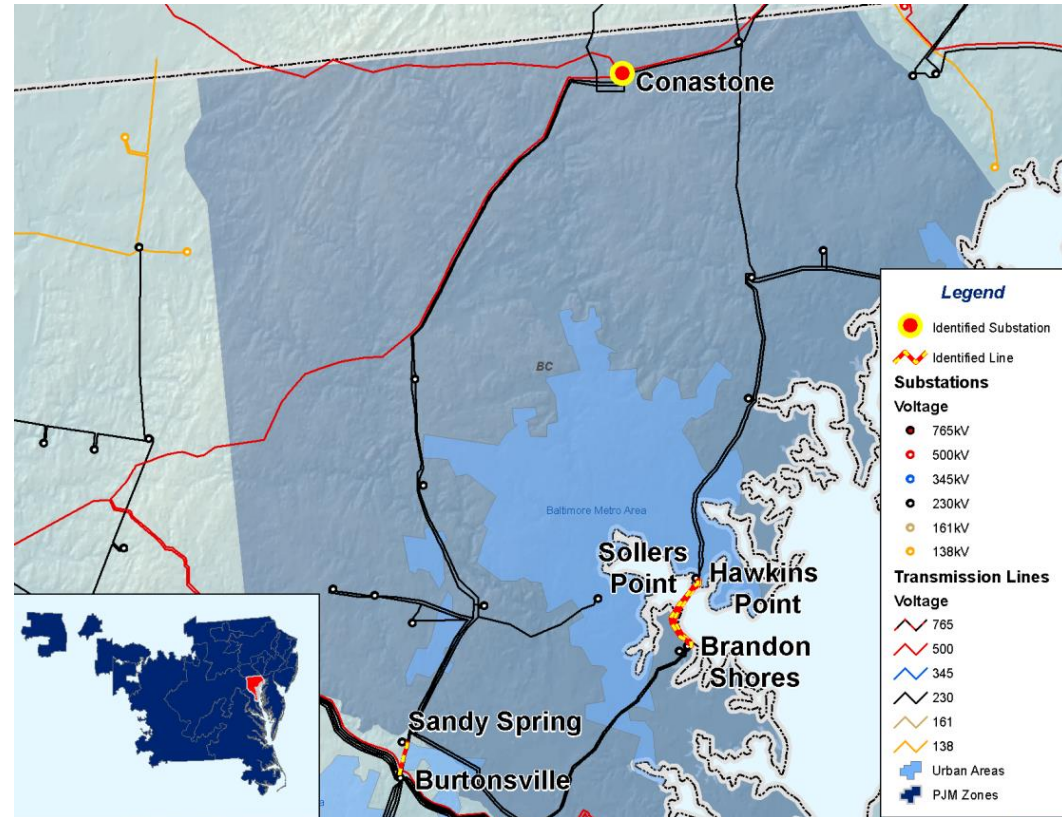 Conastone
BC
Baltimore Metro Area
Sollers
Point
Hawkins
Point
Brandon
Shores
Sandy Spring
Burtonsville
Legend
Identified Substation
Identified Line
Substations
Voltage
765kV
500kV
345kV
230kV
161kV
138kV
Transmission Lines
Voltage
765
500
345
230
161
138
Urban Areas
PJM Zones